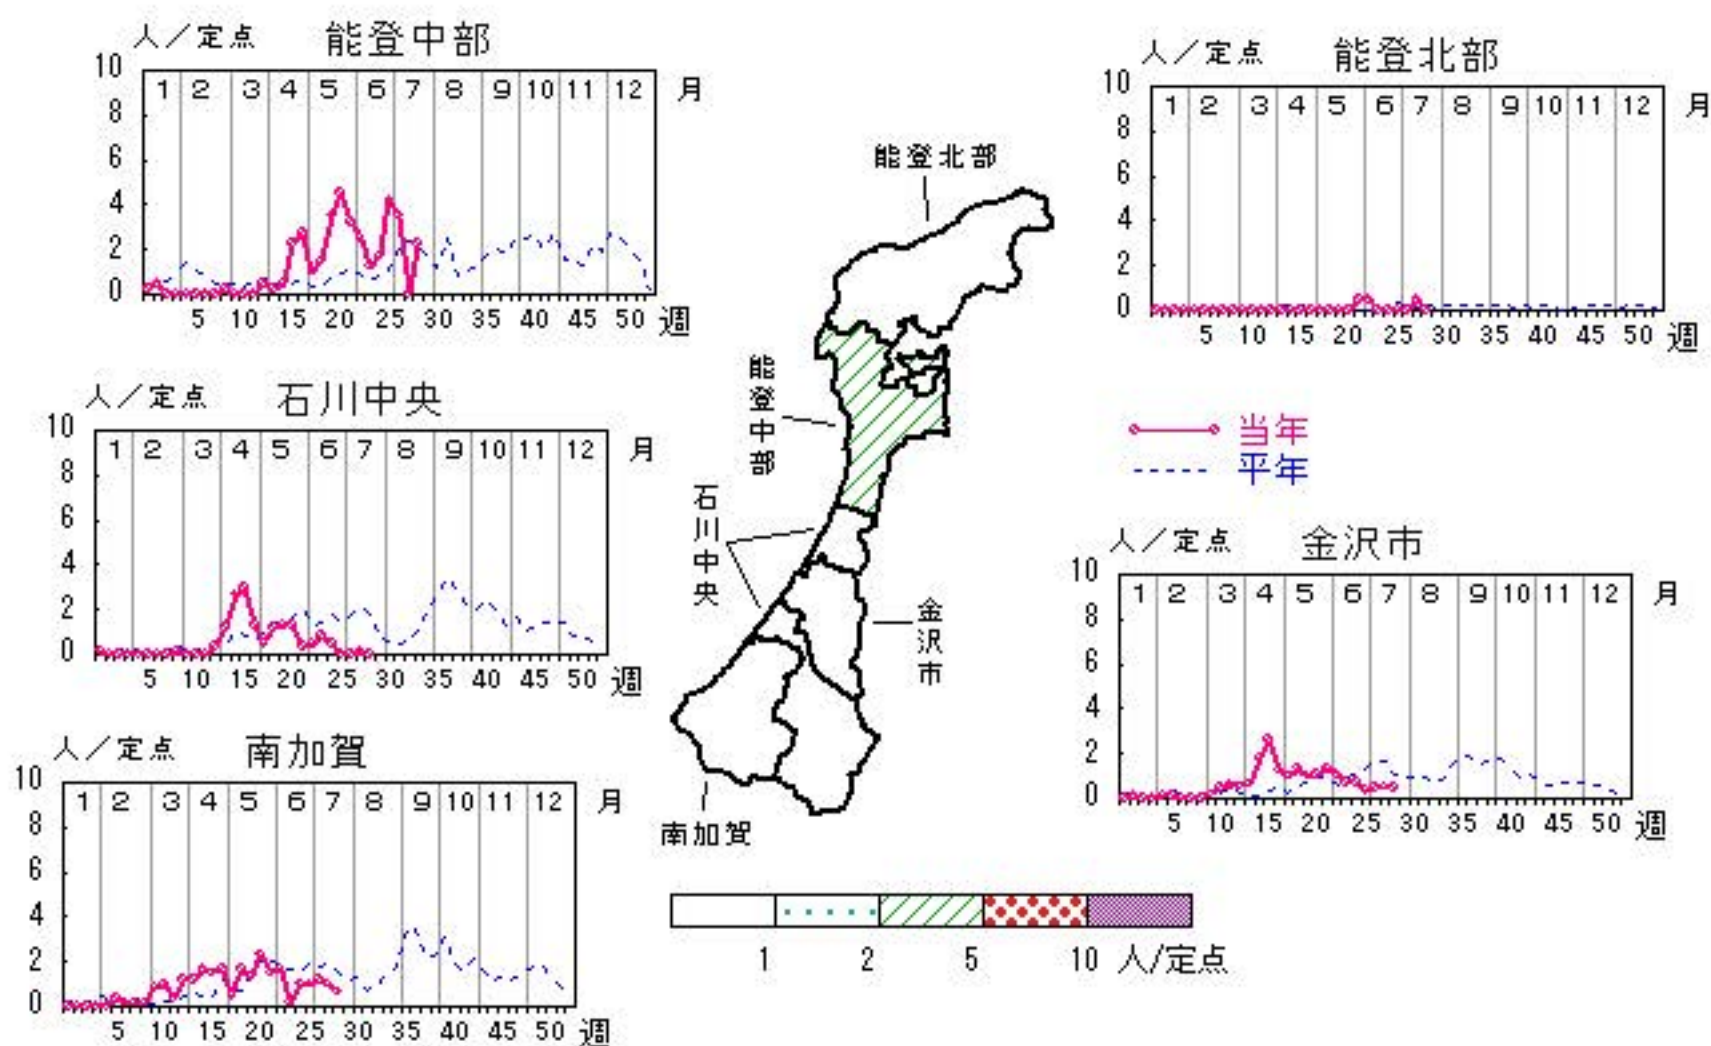 人／定点 能登中部
10 8 6 4 2 0
1 2 3 4 5 6 7 8 9 10 11 12 月
5 10 15 20 25 30 35 40 45 50 週
人／定点 能登北部
10 8 6 4 2 0
1 2 3 4 5 6 7 8 9 10 11 12 月
5 10 15 20 25 30 35 40 45 50 週
人／定点 石川中央
10 8 6 4 2 0
1 2 3 4 5 6 7 8 9 10 11 12 月
5 10 15 20 25 30 35 40 45 50 週
能登北部
能登中部
石川中央
金沢市
南加賀
当年
平年
人／定点 金沢市
10 8 6 4 2 0
1 2 3 4 5 6 7 8 9 10 11 12 月
5 10 15 20 25 30 35 40 45 50 週
人／定点 南加賀
10 8 6 4 2 0
1 2 3 4 5 6 7 8 9 10 11 12 月
5 10 15 20 25 30 35 40 45 50 週
1 2 5 10 人/定点